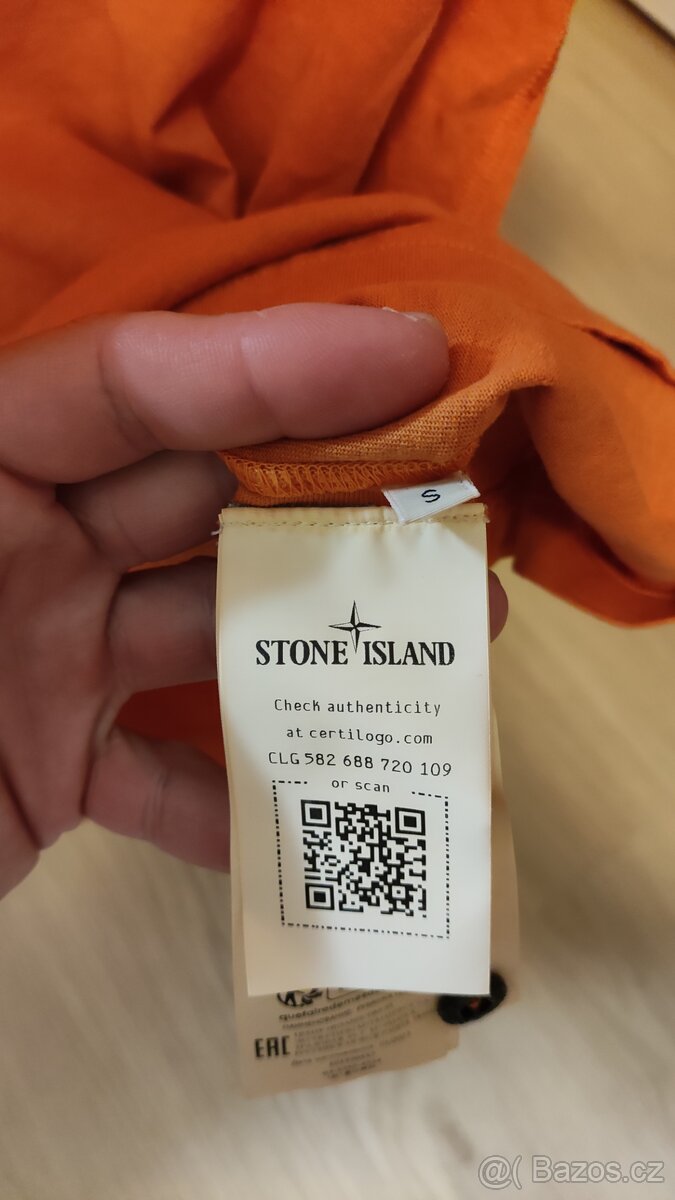 S
STONE ISLAND
Check authenticity
at certilogo.com
CLG 582 688 720 109
or scan
EAC
@( Bazos.cz